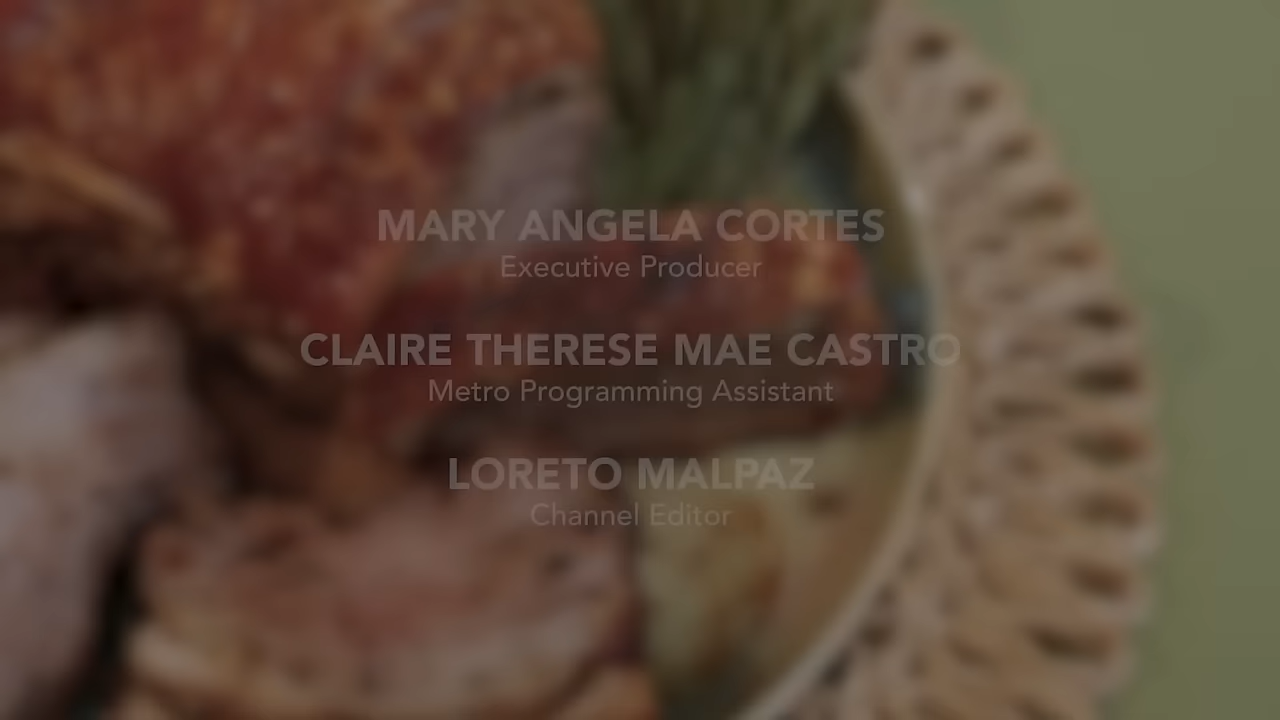 MARY ANGELA CORTES
Executive Producer
CLAIRE THERESE MAE CASTRO
Metro Programming Assistant
LORETO MALPAZ
Channel Editor